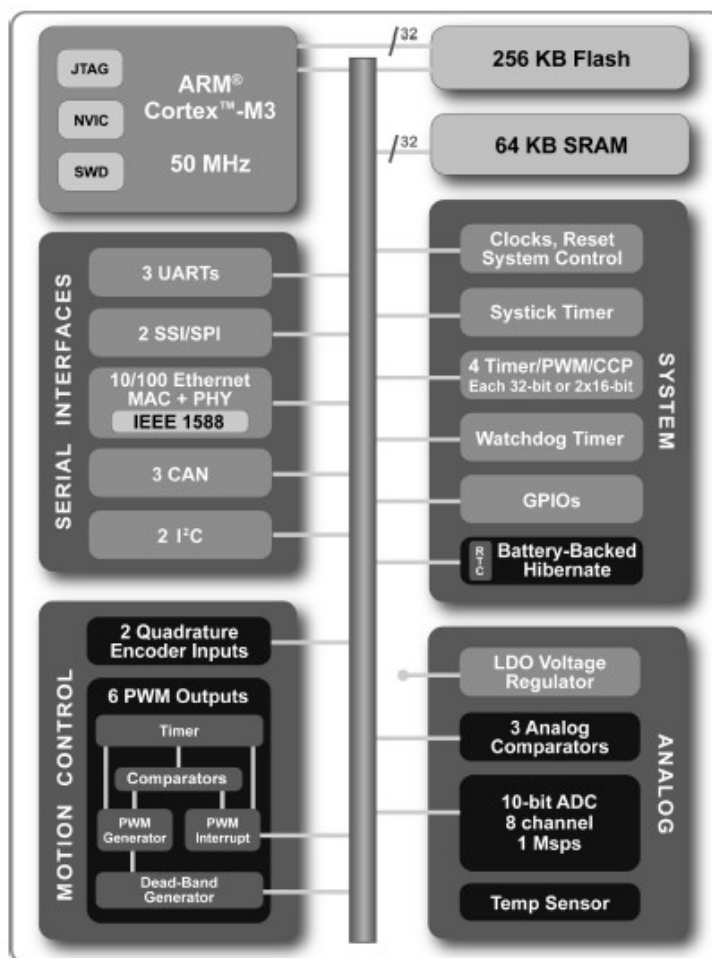 JTAG
NVIC
SWD
ARM®
Cortex™-M3
50 MHz
32
256 KB Flash
32
64 KB SRAM
SERIAL INTERFACES
3 UARTs
2 SSI/SPI
10/100 Ethernet
MAC + PHY
IEEE 1588
3 CAN
2 I²C
SYSTEM
Clocks, Reset
System Control
Systick Timer
4 Timer/PWM/CCP
Each 32-bit or 2x16-bit
Watchdog Timer
GPIOs
RTC
Battery-Backed
Hibernate
MOTION CONTROL
2 Quadrature
Encoder Inputs
6 PWM Outputs
Timer
Comparators
PWM
Generator
PWM
Interrupt
Dead-Band
Generator
ANALOG
LDO Voltage
Regulator
3 Analog
Comparators
10-bit ADC
8 channel
1 Msps
Temp Sensor